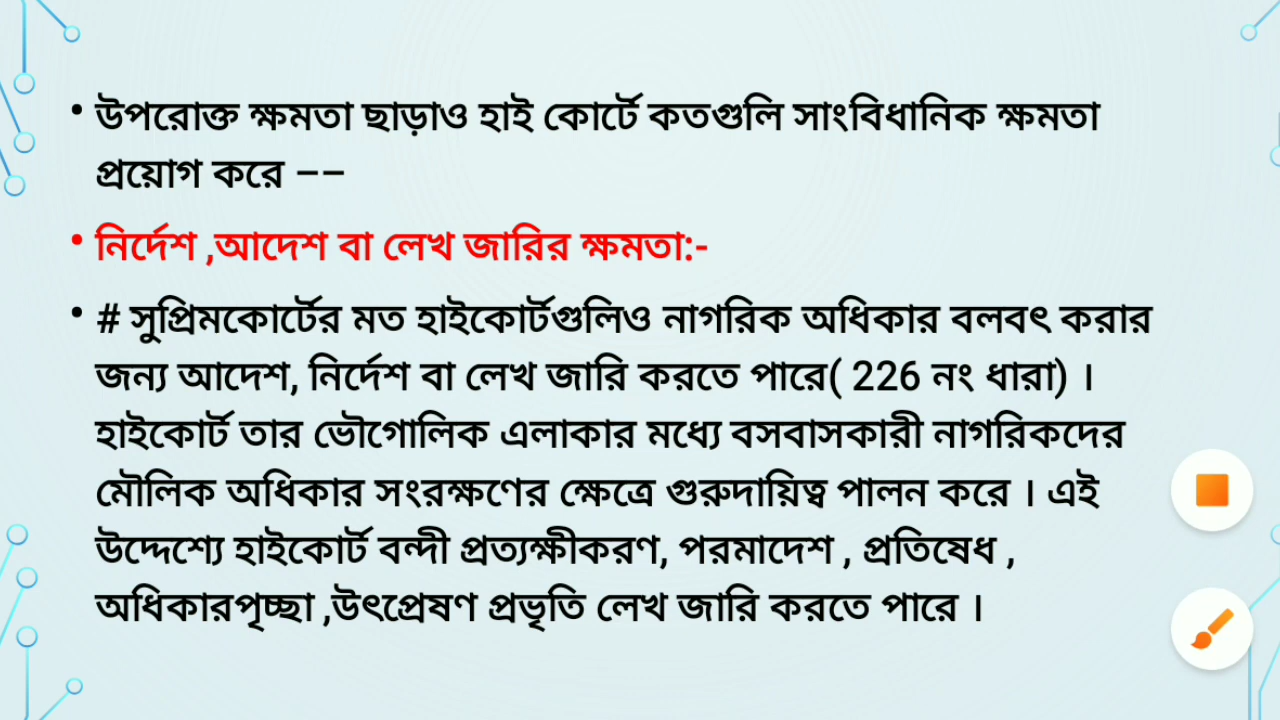 • উপরোক্ত ক্ষমতা ছাড়াও হাই কোর্টে কতগুলি সাংবিধানিক ক্ষমতা
প্রয়োগ করে −−
• নির্দেশ ,আদেশ বা লেখ জারির ক্ষমতা:-
• # সুপ্রিমকোর্টের মত হাইকোর্টগুলিও নাগরিক অধিকার বলবৎ করার
জন্য আদেশ, নির্দেশ বা লেখ জারি করতে পারে( 226 নং ধারা) ।
হাইকোর্ট তার ভৌগোলিক এলাকার মধ্যে বসবাসকারী নাগরিকদের
মৌলিক অধিকার সংরক্ষণের ক্ষেত্রে গুরুদায়িত্ব পালন করে । এই
উদ্দেশ্যে হাইকোর্ট বন্দী প্রত্যক্ষীকরণ, পরমাদেশ , প্রতিষেধ ,
অধিকারপৃচ্ছা ,উৎপ্রেষণ প্রভৃতি লেখ জারি করতে পারে ।